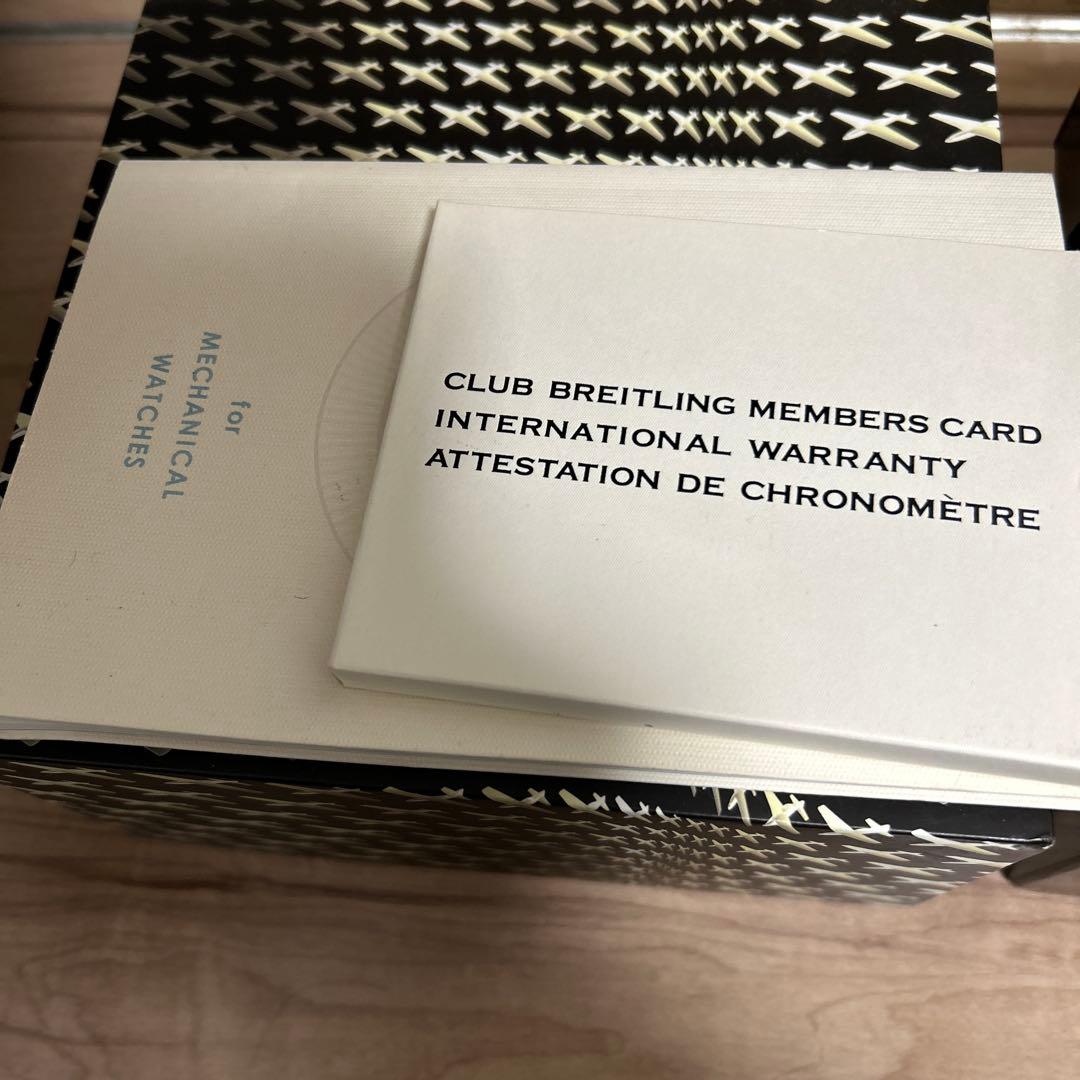 CLUB BREITLING MEMBERS CARD
INTERNATIONAL WARRANTY
ATTESTATION DE CHRONOMÈTRE
for
MECHANICAL
WATCHES